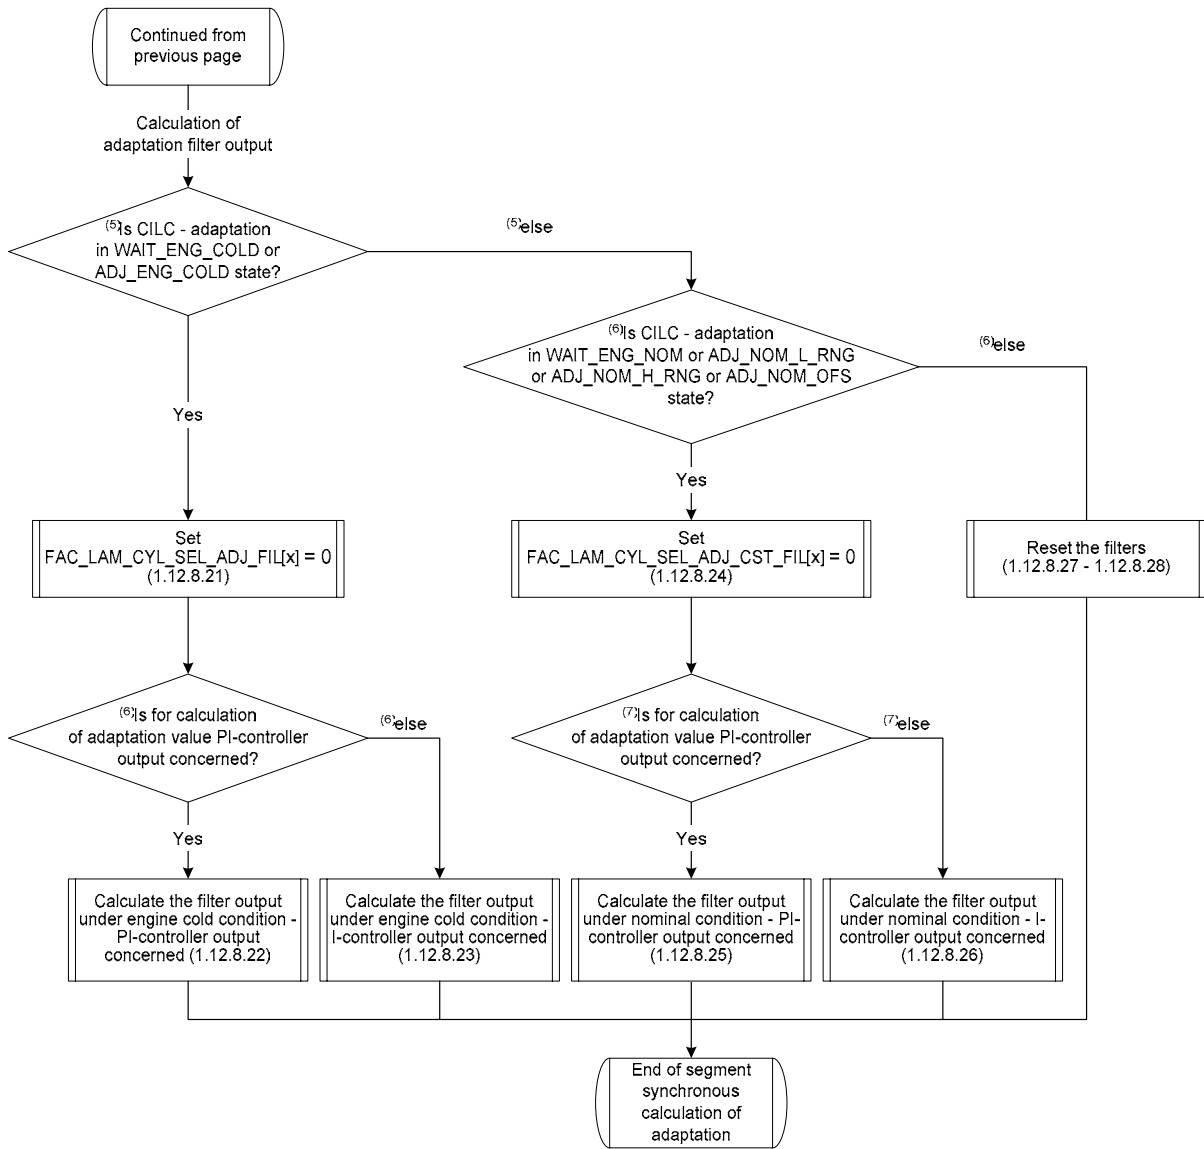 Continued from
previous page
Calculation of
adaptation filter output
(5)Is CILC - adaptation
in WAIT_ENG_COLD or
ADJ_ENG_COLD state?
(5)else
(6)Is CILC - adaptation
in WAIT_ENG_NOM or ADJ_NOM_L_RNG
or ADJ_NOM_H_RNG or ADJ_NOM_OFS
state?
(6)else
Yes
Yes
Set
FAC_LAM_CYL_SEL_ADJ_FIL[x] = 0
(1.12.8.21)
Set
FAC_LAM_CYL_SEL_ADJ_CST_FIL[x] = 0
(1.12.8.24)
Reset the filters
(1.12.8.27 - 1.12.8.28)
(6)Is for calculation
of adaptation value PI-controller
output concerned?
(6)else
(7)Is for calculation
of adaptation value PI-controller
output concerned?
(7)else
Yes
Yes
Calculate the filter output
under engine cold condition -
PI-controller output
concerned (1.12.8.22)
Calculate the filter output
under engine cold condition -
I-controller output concerned
(1.12.8.23)
Calculate the filter output
under nominal condition - PI-
controller output concerned
(1.12.8.25)
Calculate the filter output
under nominal condition - I-
controller output concerned
(1.12.8.26)
End of segment
synchronous
calculation of
adaptation